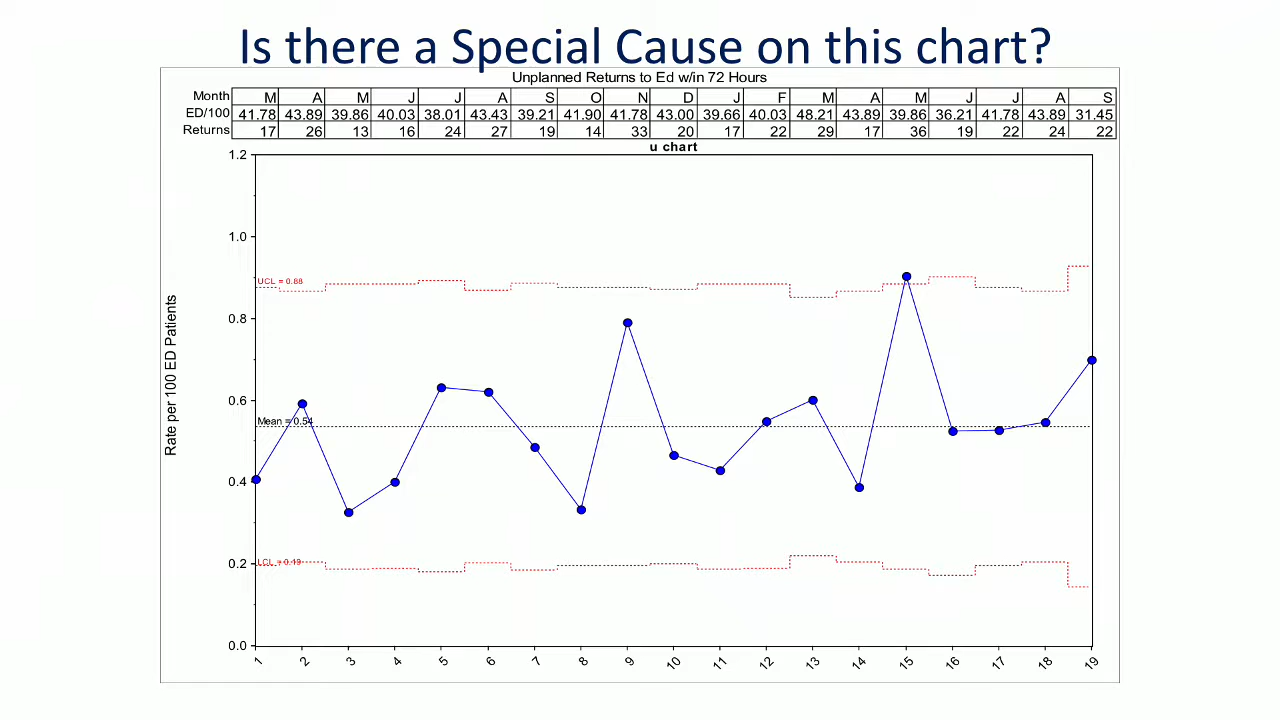 Is there a Special Cause on this chart?
Unplanned Returns to Ed w/in 72 Hours
Month M A M J J A S O N D J F M A M J J A S
ED/100 41.78 43.89 39.86 40.03 38.01 43.43 39.21 41.90 41.78 43.00 39.66 40.03 48.21 43.89 39.86 36.21 41.78 43.89 31.45
Returns 17 26 13 16 24 27 19 14 33 20 17 22 29 17 36 19 22 24 22
u chart
1.2
1.0
UCL = 0.88
0.8
0.6
Mean = 0.54
0.4
LCL = 0.19
0.2
0.0
Rate per 100 ED Patients
1 2 3 4 5 6 7 8 9 10 11 12 13 14 15 16 17 18 19